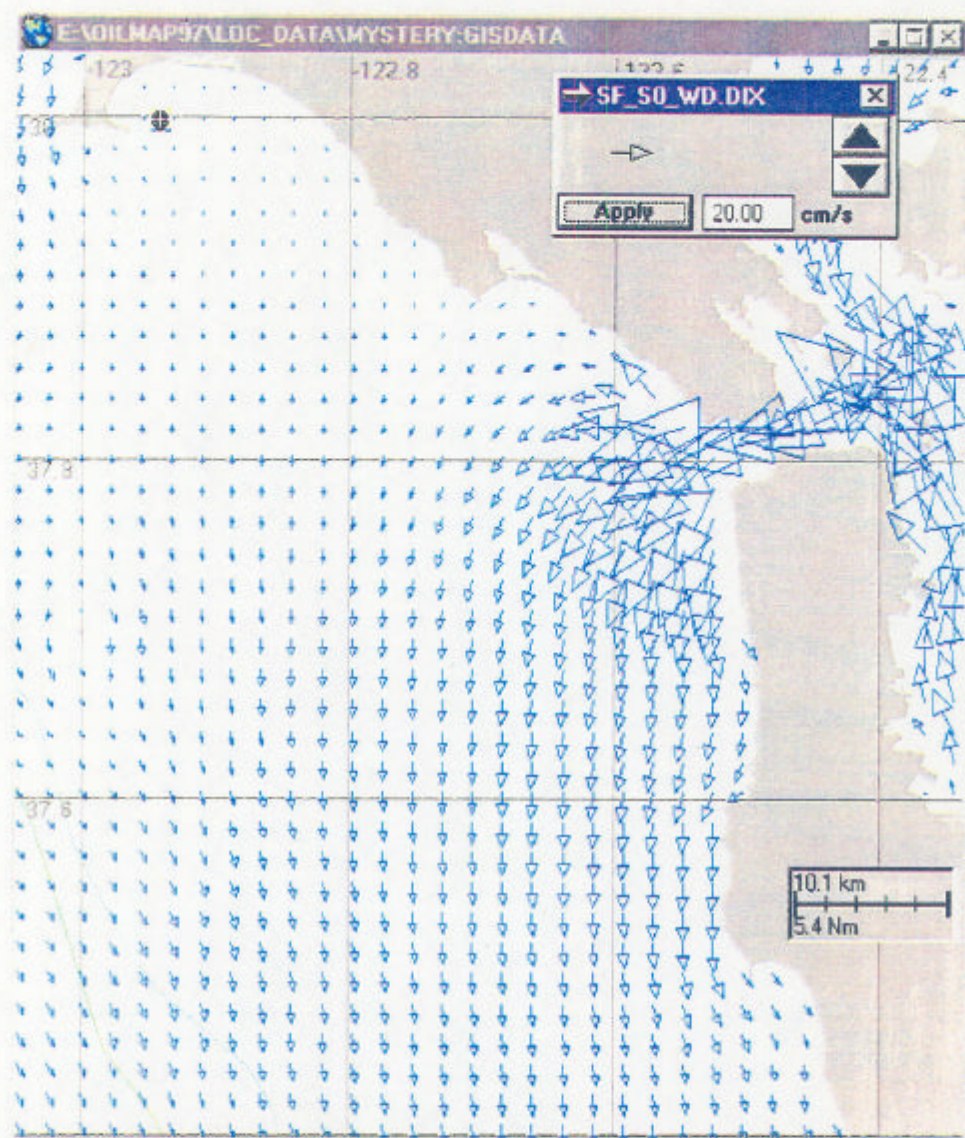 E:\OILMAP97\LOC_DATA\MYSTERY:GISDATA
-123
-122.8
SF_S0_WD.DIX
Apply
20.00
cm/s
37.8
37.6
10.1 km
5.4 Nm